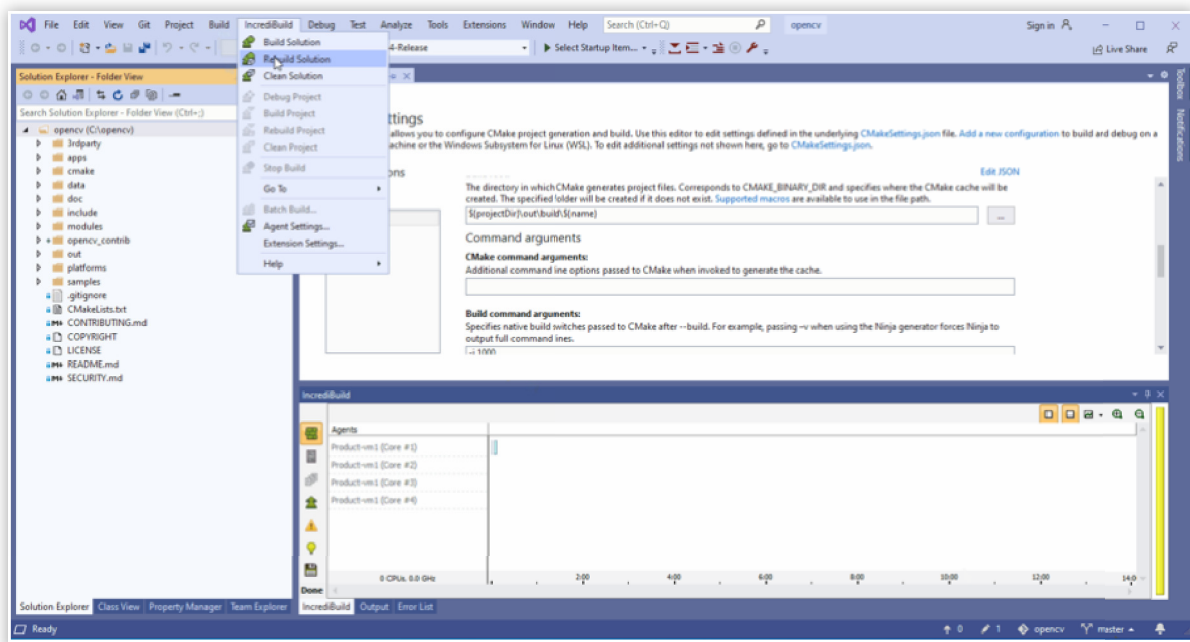 File Edit View Git Project Build IncrediBuild Debug Test Analyze Tools Extensions Window Help Search (Ctrl+Q) opencv Sign in
4-Release Select Startup Item... Live Share
Build Solution
Rebuild Solution
Clean Solution
Debug Project
Build Project
Rebuild Project
Clean Project
Stop Build
Go To
Batch Build...
Agent Settings...
Extension Settings...
Help
Solution Explorer - Folder View
Search Solution Explorer - Folder View (Ctrl+;)
opencv (C:\opencv)
3rdparty
apps
cmake
data
doc
include
modules
opencv_contrib
out
platforms
samples
.gitignore
CMakeLists.txt
CONTRIBUTING.md
COPYRIGHT
LICENSE
README.md
SECURITY.md
Solution Explorer Class View Property Manager Team Explorer
ttings
allows you to configure CMake project generation and build. Use this editor to edit settings defined in the underlying CMakeSettings.json file. Add a new configuration to build and debug on a
achine or the Windows Subsystem for Linux (WSL). To edit additional settings not shown here, go to CMakeSettings.json.
ons
Edit JSON
The directory in which CMake generates project files. Corresponds to CMAKE_BINARY_DIR and specifies where the CMake cache will be
created. The specified folder will be created if it does not exist. Supported macros are available to use in the file path.
${projectDir}\out\build\${name}
...
Command arguments
CMake command arguments:
Additional command line options passed to CMake when invoked to generate the cache.
Build command arguments:
Specifies native build switches passed to CMake after --build. For example, passing -v when using the Ninja generator forces Ninja to
output full command ines.
-j 1000
Toolbox
Notifications
IncrediBuild
Agents
Product-vm1 (Core #1)
Product-vm1 (Core #2)
Product-vm1 (Core #3)
Product-vm1 (Core #4)
0 CPUs, 0.0 GHz 2:00 4:00 6:00 8:00 10:00 12:00 14:0
Done
IncrediBuild Output Error List
Ready 0 1 opencv master